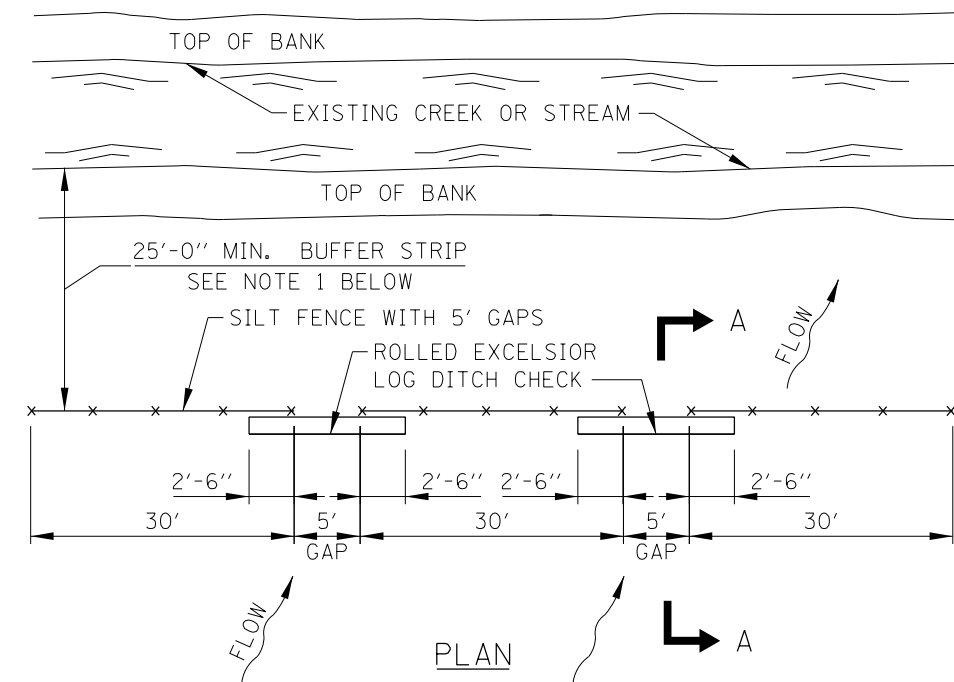 TOP OF BANK
EXISTING CREEK OR STREAM
TOP OF BANK
25'-0" MIN. BUFFER STRIP
SEE NOTE 1 BELOW
SILT FENCE WITH 5' GAPS
A
FLOW
ROLLED EXCELSIOR
LOG DITCH CHECK
2'-6" 2'-6" 2'-6" 2'-6"
30' 5' 30' 5' 30'
GAP GAP
FLOW
A
PLAN